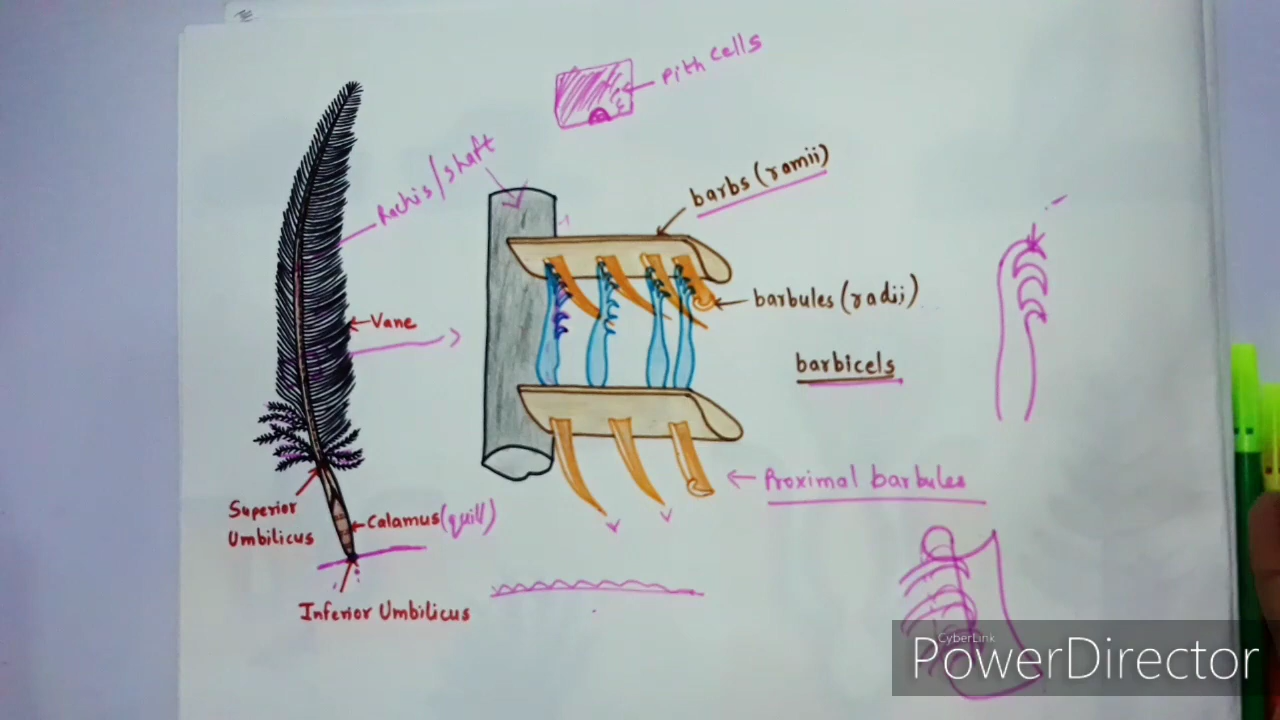 Pith cells
Rachis/shaft
barbs (ramii)
barbules (radii)
Vane
barbicels
Proximal barbules
Superior
Umbilicus
Calamus (quill)
Inferior Umbilicus
CyberLink
PowerDirector